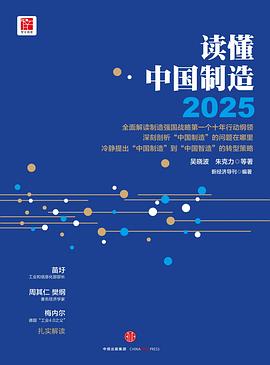 读懂
中国制造
2025
全面解读制造强国战略第一个十年行动纲领
深刻剖析“中国制造”的问题在哪里
冷静提出“中国制造”到“中国智造”的转型策略
吴晓波 朱克力 等著
新经济导刊 ◎ 编著
苗圩
工业和信息化部部长
周其仁 樊纲
著名经济学家
梅内尔
德国“工业4.0之父”
扎实解读
中信出版集团 CHINA CITIC PRESS